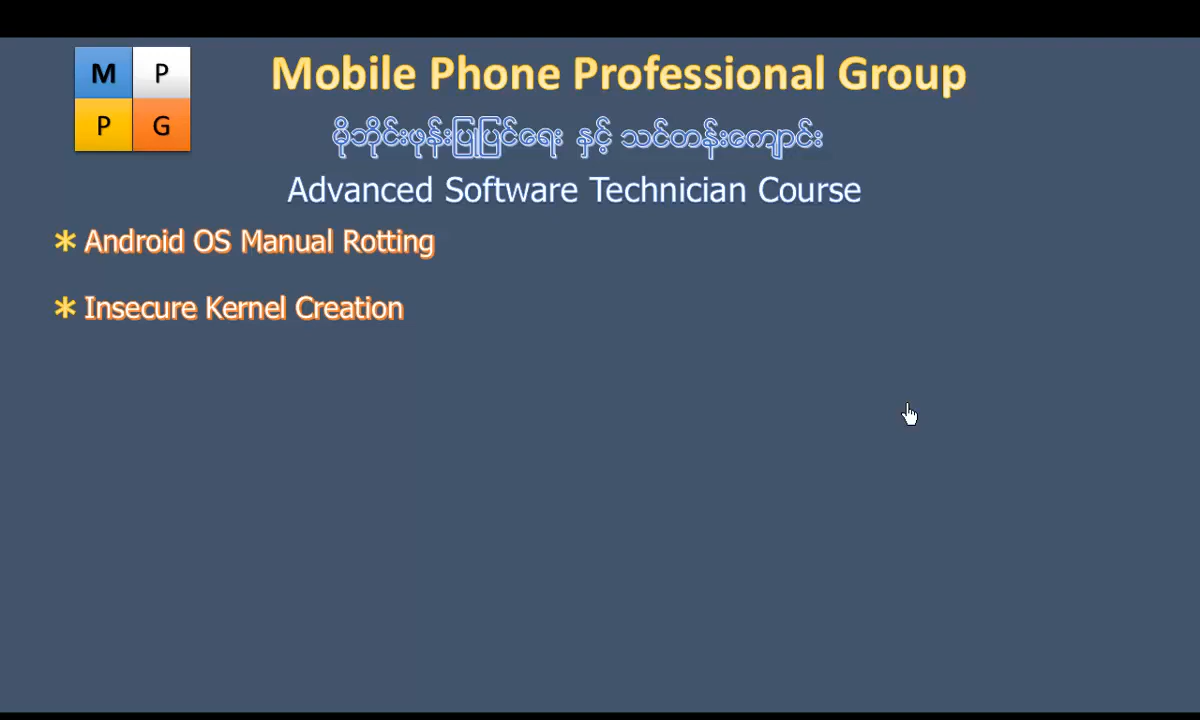 M P
P G
Mobile Phone Professional Group
မိုဘိုင်းဖုန်းပြုပြင်ရေး နှင့် သင်တန်းကျောင်း
Advanced Software Technician Course
* Android OS Manual Rotting
* Insecure Kernel Creation